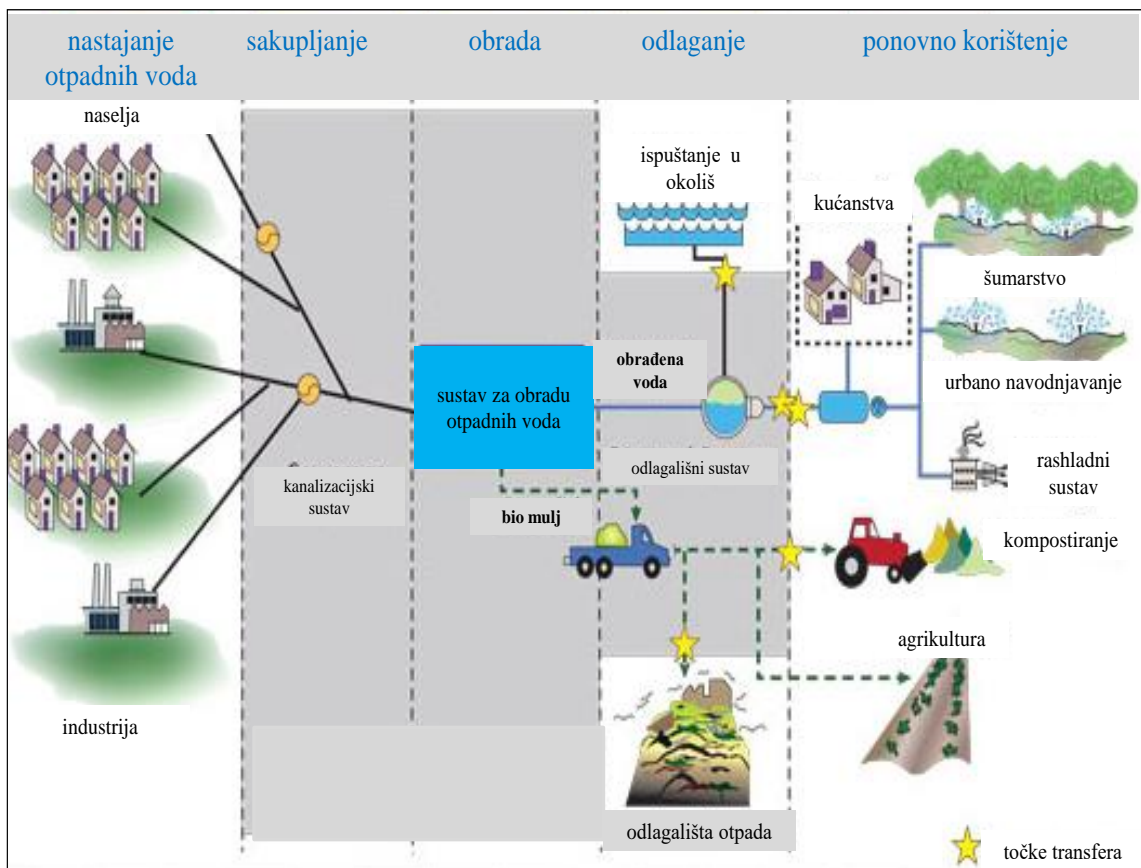 nastajanje
otpadnih voda
sakupljanje
obrada
odlaganje
ponovno korištenje
naselja
ispuštanje u
okoliš
kućanstva
šumarstvo
urbano navodnjavanje
obrađena
voda
sustav za obradu
otpadnih voda
odlagališni sustav
rashladni
sustav
kanalizacijski
sustav
bio mulj
kompostiranje
agrikultura
industrija
odlagališta otpada
točke transfera